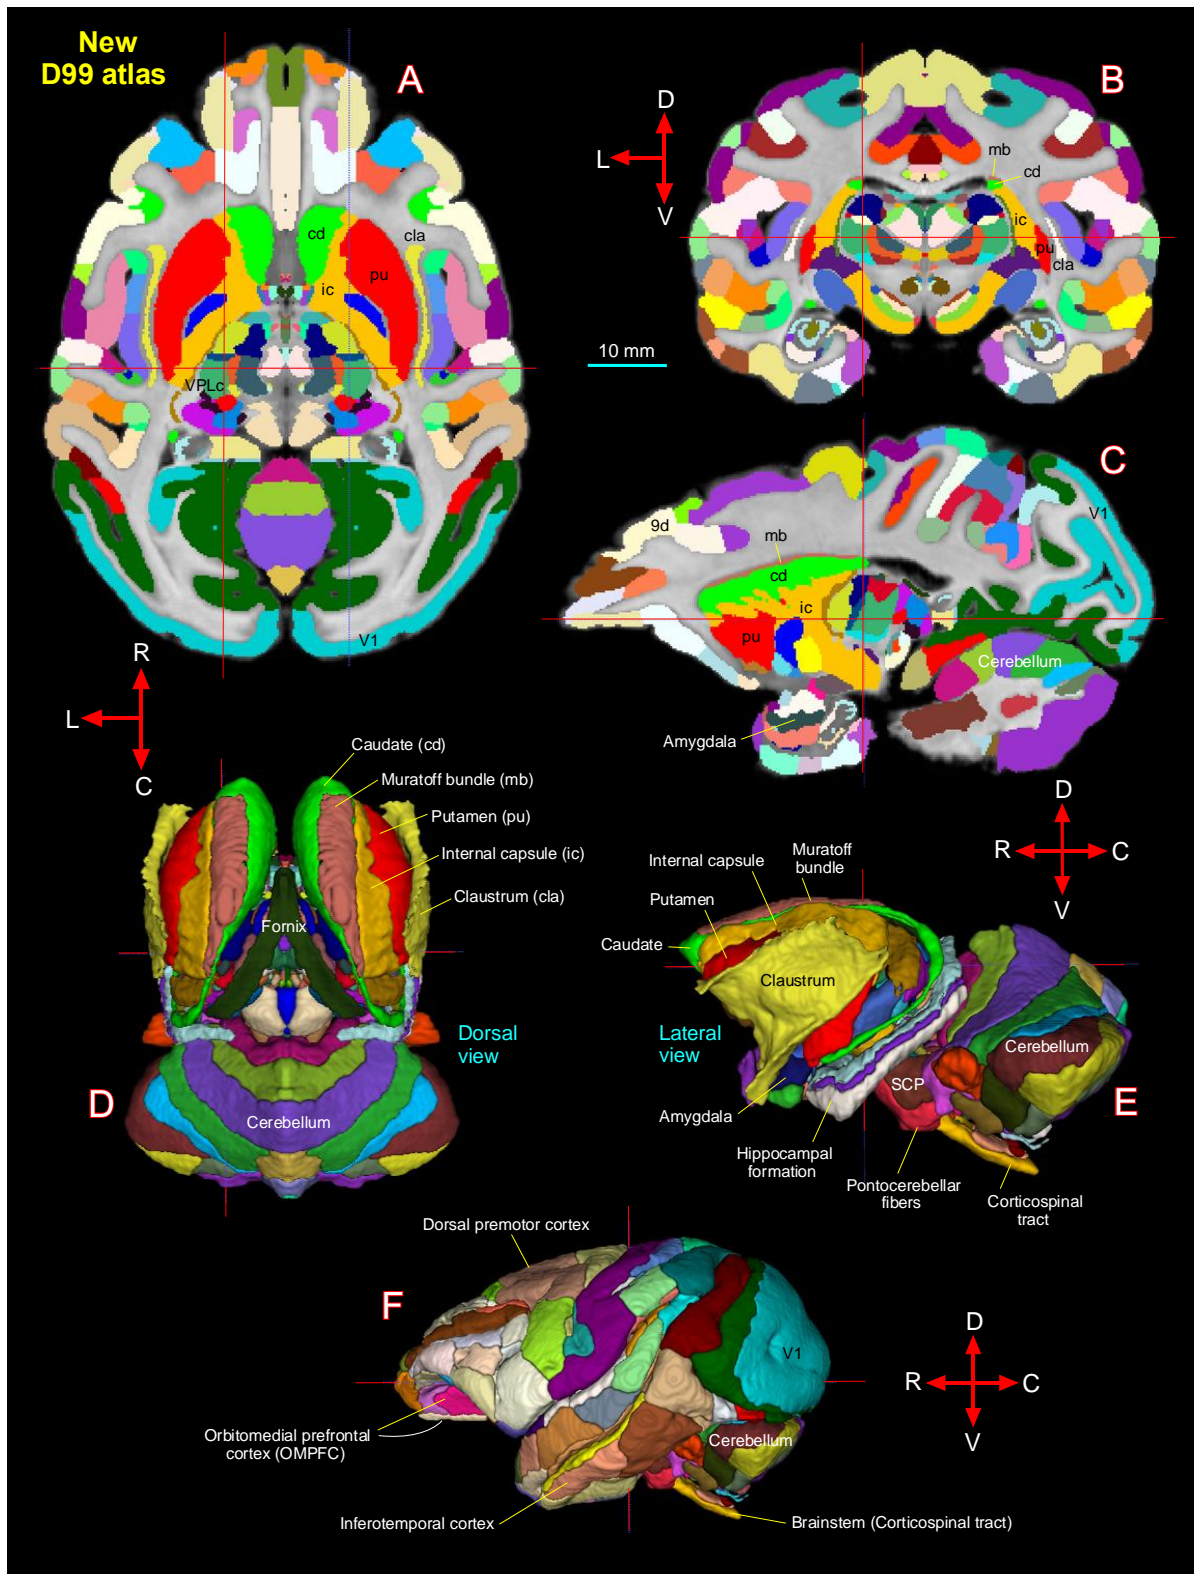 New
D99 atlas
A
cd
cla
pu
ic
VPLc
V1
R
L
C
B
D
L
V
mb
cd
ic
pu
cla
10 mm
C
9d
mb
cd
ic
pu
V1
Cerebellum
Amygdala
D
R
C
V
Caudate (cd)
Muratoff bundle (mb)
Putamen (pu)
Internal capsule (ic)
Claustrum (cla)
Fornix
Dorsal
view
D
Cerebellum
Muratoff
bundle
Internal capsule
Putamen
Caudate
Claustrum
Lateral
view
Cerebellum
SCP
E
Amygdala
Hippocampal
formation
Pontocerebellar
fibers
Corticospinal
tract
Dorsal premotor cortex
F
V1
D
R
C
V
Orbitomedial prefrontal
cortex (OMPFC)
Cerebellum
Inferotemporal cortex
Brainstem (Corticospinal tract)